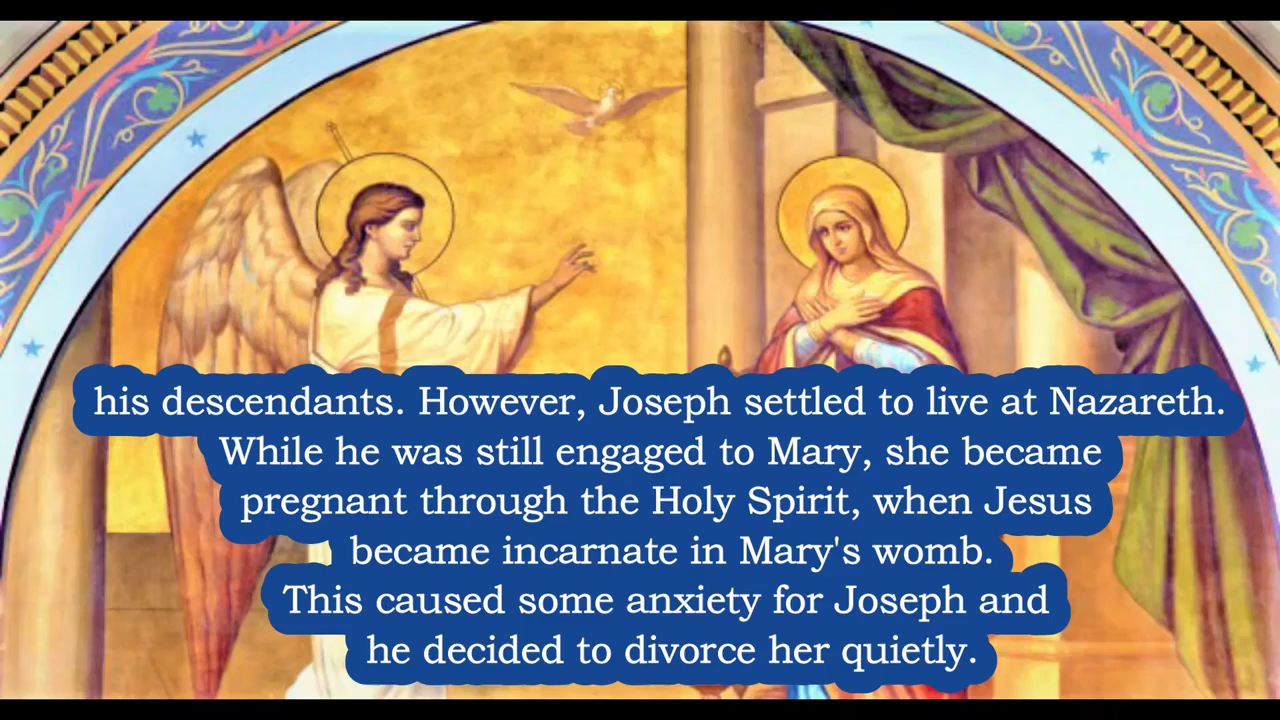 his descendants. However, Joseph settled to live at Nazareth.
While he was still engaged to Mary, she became
pregnant through the Holy Spirit, when Jesus
became incarnate in Mary's womb.
This caused some anxiety for Joseph and
he decided to divorce her quietly.